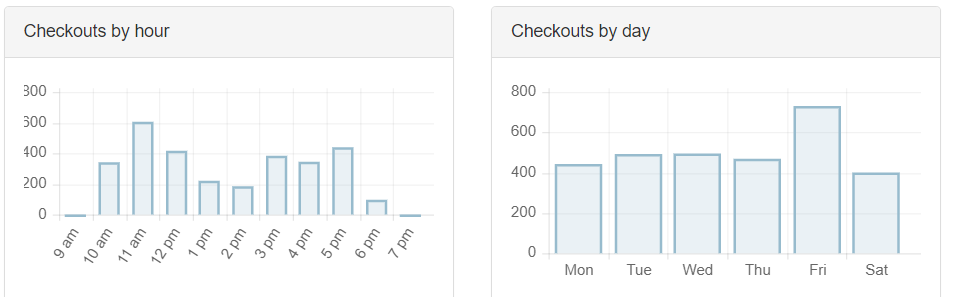 Checkouts by hour
800
600
400
200
0
9 am 10 am 11 am 12 pm 1 pm 2 pm 3 pm 4 pm 5 pm 6 pm 7 pm
Checkouts by day
800
600
400
200
0
Mon Tue Wed Thu Fri Sat